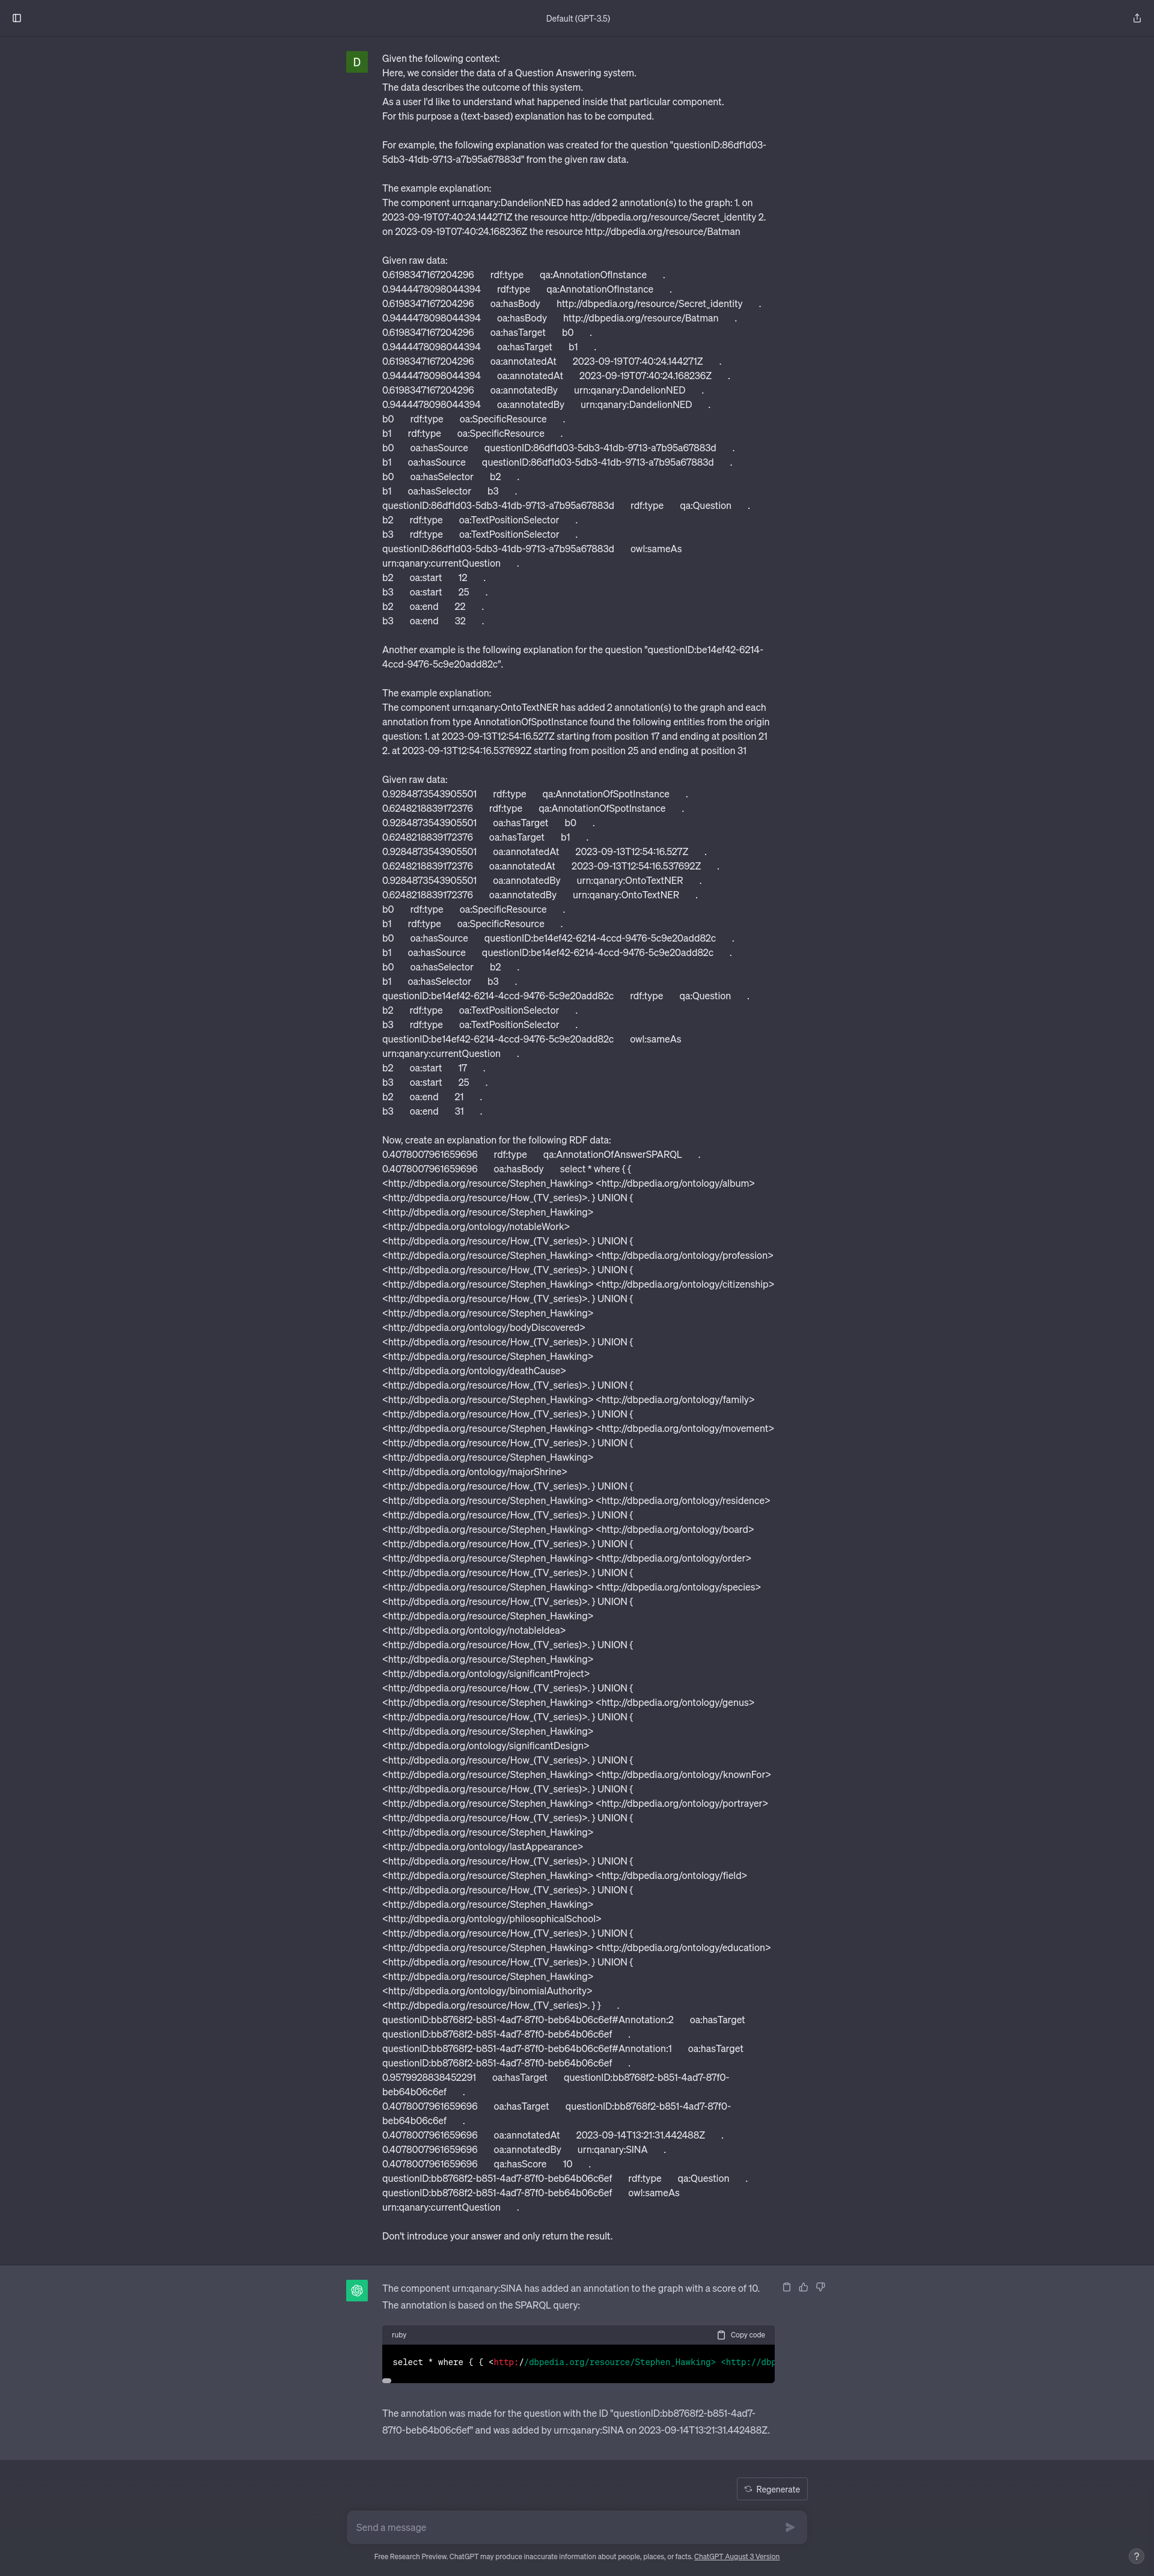 Default (GPT-3.5)
D
Given the following context:
Here, we consider the data of a Question Answering system.
The data describes the outcome of this system.
As a user I'd like to understand what happened inside that particular component.
For this purpose a (text-based) explanation has to be computed.
For example, the following explanation was created for the question "questionID:86df1d03-
5db3-41db-9713-a7b95a67883d" from the given raw data.
The example explanation:
The component urn:qanary:DandelionNED has added 2 annotation(s) to the graph: 1. on
2023-09-19T07:40:24.144271Z the resource http://dbpedia.org/resource/Secret_identity 2.
on 2023-09-19T07:40:24.168236Z the resource http://dbpedia.org/resource/Batman
Given raw data:
0.6198347167204296 rdf:type qa:AnnotationOfInstance .
0.9444478098044394 rdf:type qa:AnnotationOfInstance .
0.6198347167204296 oa:hasBody http://dbpedia.org/resource/Secret_identity .
0.9444478098044394 oa:hasBody http://dbpedia.org/resource/Batman .
0.6198347167204296 oa:hasTarget b0 .
0.9444478098044394 oa:hasTarget b1 .
0.6198347167204296 oa:annotatedAt 2023-09-19T07:40:24.144271Z .
0.9444478098044394 oa:annotatedAt 2023-09-19T07:40:24.168236Z .
0.6198347167204296 oa:annotatedBy urn:qanary:DandelionNED .
0.9444478098044394 oa:annotatedBy urn:qanary:DandelionNED .
b0 rdf:type oa:SpecificResource .
b1 rdf:type oa:SpecificResource .
b0 oa:hasSource questionID:86df1d03-5db3-41db-9713-a7b95a67883d .
b1 oa:hasSource questionID:86df1d03-5db3-41db-9713-a7b95a67883d .
b0 oa:hasSelector b2 .
b1 oa:hasSelector b3 .
questionID:86df1d03-5db3-41db-9713-a7b95a67883d rdf:type qa:Question .
b2 rdf:type oa:TextPositionSelector .
b3 rdf:type oa:TextPositionSelector .
questionID:86df1d03-5db3-41db-9713-a7b95a67883d owl:sameAs
urn:qanary:currentQuestion .
b2 oa:start 12 .
b3 oa:start 25 .
b2 oa:end 22 .
b3 oa:end 32 .
Another example is the following explanation for the question "questionID:be14ef42-6214-
4ccd-9476-5c9e20add82c".
The example explanation:
The component urn:qanary:OntoTextNER has added 2 annotation(s) to the graph and each
annotation from type AnnotationOfSpotInstance found the following entities from the origin
question: 1. at 2023-09-13T12:54:16.527Z starting from position 17 and ending at position 21
2. at 2023-09-13T12:54:16.537692Z starting from position 25 and ending at position 31
Given raw data:
0.9284873543905501 rdf:type qa:AnnotationOfSpotInstance .
0.6248218839172376 rdf:type qa:AnnotationOfSpotInstance .
0.9284873543905501 oa:hasTarget b0 .
0.6248218839172376 oa:hasTarget b1 .
0.9284873543905501 oa:annotatedAt 2023-09-13T12:54:16.527Z .
0.6248218839172376 oa:annotatedAt 2023-09-13T12:54:16.537692Z .
0.9284873543905501 oa:annotatedBy urn:qanary:OntoTextNER .
0.6248218839172376 oa:annotatedBy urn:qanary:OntoTextNER .
b0 rdf:type oa:SpecificResource .
b1 rdf:type oa:SpecificResource .
b0 oa:hasSource questionID:be14ef42-6214-4ccd-9476-5c9e20add82c .
b1 oa:hasSource questionID:be14ef42-6214-4ccd-9476-5c9e20add82c .
b0 oa:hasSelector b2 .
b1 oa:hasSelector b3 .
questionID:be14ef42-6214-4ccd-9476-5c9e20add82c rdf:type qa:Question .
b2 rdf:type oa:TextPositionSelector .
b3 rdf:type oa:TextPositionSelector .
questionID:be14ef42-6214-4ccd-9476-5c9e20add82c owl:sameAs
urn:qanary:currentQuestion .
b2 oa:start 17 .
b3 oa:start 25 .
b2 oa:end 21 .
b3 oa:end 31 .
Now, create an explanation for the following RDF data:
0.4078007961659696 rdf:type qa:AnnotationOfAnswerSPARQL .
0.4078007961659696 oa:hasBody select * where { {
<http://dbpedia.org/resource/Stephen_Hawking> <http://dbpedia.org/ontology/album>
<http://dbpedia.org/resource/How_(TV_series)>. } UNION {
<http://dbpedia.org/resource/Stephen_Hawking>
<http://dbpedia.org/ontology/notableWork>
<http://dbpedia.org/resource/How_(TV_series)>. } UNION {
<http://dbpedia.org/resource/Stephen_Hawking> <http://dbpedia.org/ontology/profession>
<http://dbpedia.org/resource/How_(TV_series)>. } UNION {
<http://dbpedia.org/resource/Stephen_Hawking> <http://dbpedia.org/ontology/citizenship>
<http://dbpedia.org/resource/How_(TV_series)>. } UNION {
<http://dbpedia.org/resource/Stephen_Hawking>
<http://dbpedia.org/ontology/bodyDiscovered>
<http://dbpedia.org/resource/How_(TV_series)>. } UNION {
<http://dbpedia.org/resource/Stephen_Hawking>
<http://dbpedia.org/ontology/deathCause>
<http://dbpedia.org/resource/How_(TV_series)>. } UNION {
<http://dbpedia.org/resource/Stephen_Hawking> <http://dbpedia.org/ontology/family>
<http://dbpedia.org/resource/How_(TV_series)>. } UNION {
<http://dbpedia.org/resource/Stephen_Hawking> <http://dbpedia.org/ontology/movement>
<http://dbpedia.org/resource/How_(TV_series)>. } UNION {
<http://dbpedia.org/resource/Stephen_Hawking>
<http://dbpedia.org/ontology/majorShrine>
<http://dbpedia.org/resource/How_(TV_series)>. } UNION {
<http://dbpedia.org/resource/Stephen_Hawking> <http://dbpedia.org/ontology/residence>
<http://dbpedia.org/resource/How_(TV_series)>. } UNION {
<http://dbpedia.org/resource/Stephen_Hawking> <http://dbpedia.org/ontology/board>
<http://dbpedia.org/resource/How_(TV_series)>. } UNION {
<http://dbpedia.org/resource/Stephen_Hawking> <http://dbpedia.org/ontology/order>
<http://dbpedia.org/resource/How_(TV_series)>. } UNION {
<http://dbpedia.org/resource/Stephen_Hawking> <http://dbpedia.org/ontology/species>
<http://dbpedia.org/resource/How_(TV_series)>. } UNION {
<http://dbpedia.org/resource/Stephen_Hawking>
<http://dbpedia.org/ontology/notableIdea>
<http://dbpedia.org/resource/How_(TV_series)>. } UNION {
<http://dbpedia.org/resource/Stephen_Hawking>
<http://dbpedia.org/ontology/significantProject>
<http://dbpedia.org/resource/How_(TV_series)>. } UNION {
<http://dbpedia.org/resource/Stephen_Hawking> <http://dbpedia.org/ontology/genus>
<http://dbpedia.org/resource/How_(TV_series)>. } UNION {
<http://dbpedia.org/resource/Stephen_Hawking>
<http://dbpedia.org/ontology/significantDesign>
<http://dbpedia.org/resource/How_(TV_series)>. } UNION {
<http://dbpedia.org/resource/Stephen_Hawking> <http://dbpedia.org/ontology/knownFor>
<http://dbpedia.org/resource/How_(TV_series)>. } UNION {
<http://dbpedia.org/resource/Stephen_Hawking> <http://dbpedia.org/ontology/portrayer>
<http://dbpedia.org/resource/How_(TV_series)>. } UNION {
<http://dbpedia.org/resource/Stephen_Hawking>
<http://dbpedia.org/ontology/lastAppearance>
<http://dbpedia.org/resource/How_(TV_series)>. } UNION {
<http://dbpedia.org/resource/Stephen_Hawking> <http://dbpedia.org/ontology/field>
<http://dbpedia.org/resource/How_(TV_series)>. } UNION {
<http://dbpedia.org/resource/Stephen_Hawking>
<http://dbpedia.org/ontology/philosophicalSchool>
<http://dbpedia.org/resource/How_(TV_series)>. } UNION {
<http://dbpedia.org/resource/Stephen_Hawking> <http://dbpedia.org/ontology/education>
<http://dbpedia.org/resource/How_(TV_series)>. } UNION {
<http://dbpedia.org/resource/Stephen_Hawking>
<http://dbpedia.org/ontology/binomialAuthority>
<http://dbpedia.org/resource/How_(TV_series)>. } } .
questionID:bb8768f2-b851-4ad7-87f0-beb64b06c6ef#Annotation:2 oa:hasTarget
questionID:bb8768f2-b851-4ad7-87f0-beb64b06c6ef .
questionID:bb8768f2-b851-4ad7-87f0-beb64b06c6ef#Annotation:1 oa:hasTarget
questionID:bb8768f2-b851-4ad7-87f0-beb64b06c6ef .
0.9579928838452291 oa:hasTarget questionID:bb8768f2-b851-4ad7-87f0-
beb64b06c6ef .
0.4078007961659696 oa:hasTarget questionID:bb8768f2-b851-4ad7-87f0-
beb64b06c6ef .
0.4078007961659696 oa:annotatedAt 2023-09-14T13:21:31.442488Z .
0.4078007961659696 oa:annotatedBy urn:qanary:SINA .
0.4078007961659696 qa:hasScore 10 .
questionID:bb8768f2-b851-4ad7-87f0-beb64b06c6ef rdf:type qa:Question .
questionID:bb8768f2-b851-4ad7-87f0-beb64b06c6ef owl:sameAs
urn:qanary:currentQuestion .
Don't introduce your answer and only return the result.
The component urn:qanary:SINA has added an annotation to the graph with a score of 10.
The annotation is based on the SPARQL query:
ruby Copy code
select * where { { <http://dbpedia.org/resource/Stephen_Hawking> <http://dbp
The annotation was made for the question with the ID "questionID:bb8768f2-b851-4ad7-
87f0-beb64b06c6ef" and was added by urn:qanary:SINA on 2023-09-14T13:21:31.442488Z.
Regenerate
Send a message
Free Research Preview. ChatGPT may produce inaccurate information about people, places, or facts. ChatGPT August 3 Version
?